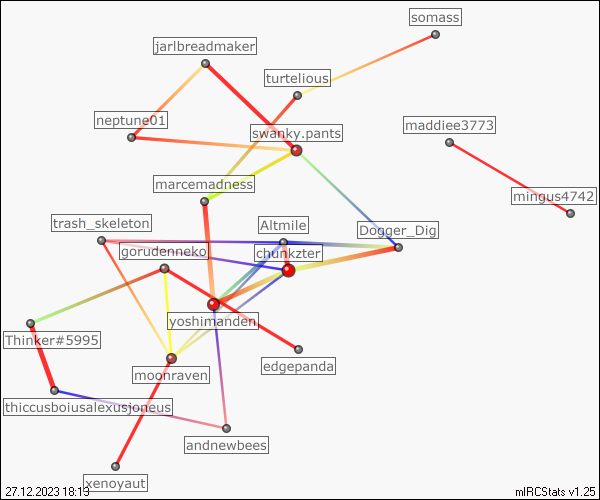 somass
jarlbreadmaker
turtelious
neptune01
swanky.pants
maddiee3773
marcemadness
mingus4742
trash_skeleton
Altmile
Dogger_Dig
gorudenneko
chunkzter
yoshimanden
Thinker#5995
edgepanda
moonraven
thiccusboiusalexusjoneus
andnewbees
xenoyaut
27.12.2023 18:19
mIRCStats v1.25